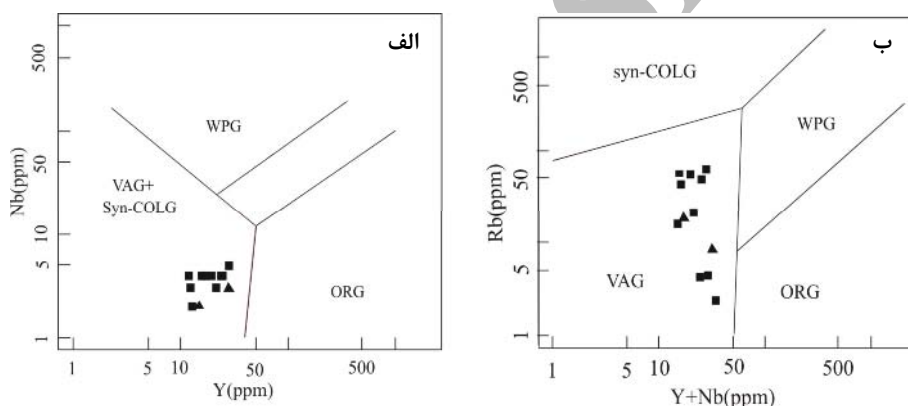 الف
500
WPG
50
Nb(ppm)
VAG+
Syn-COLG
10
5
ORG
1
1 5 10 50 500
Y(ppm)
ب
syn-COLG
500
WPG
50
Rb(ppm)
5
VAG
ORG
1
1 5 10 50 500
Y+Nb(ppm)